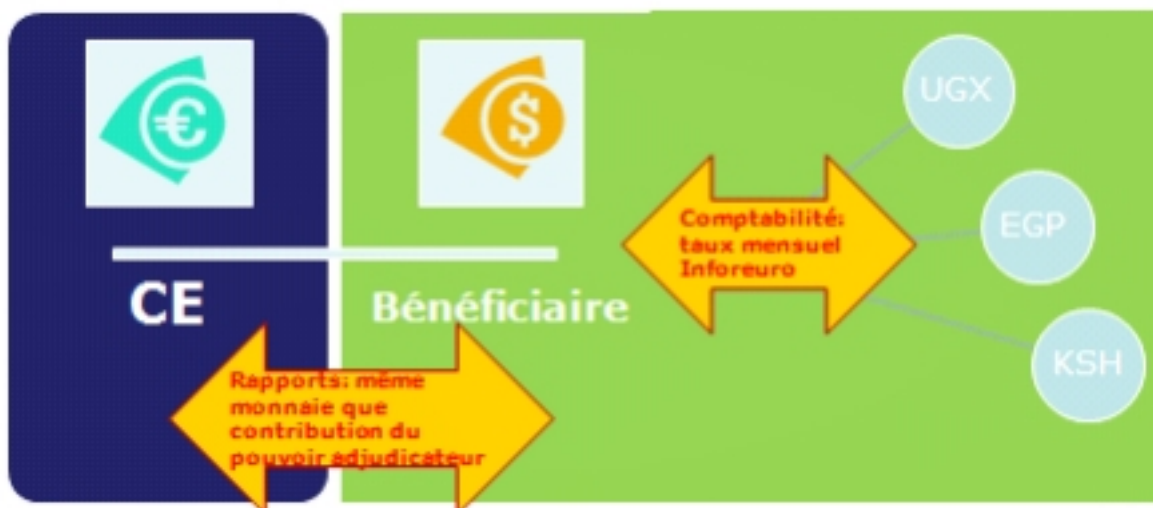 €
$
UGX
EGP
KSH
CE
Bénéficiaire
Comptabilité:
taux mensuel
Inforeuro
Rapports: même
monnaie que
contribution du
pouvoir adjudicateur